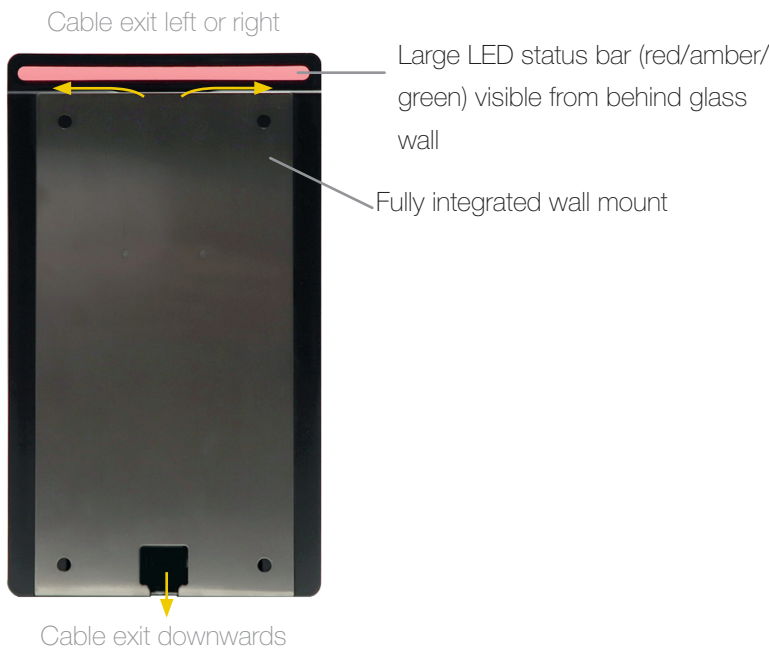 Cable exit left or right
Large LED status bar (red/amber/
green) visible from behind glass
wall
Fully integrated wall mount
Cable exit downwards